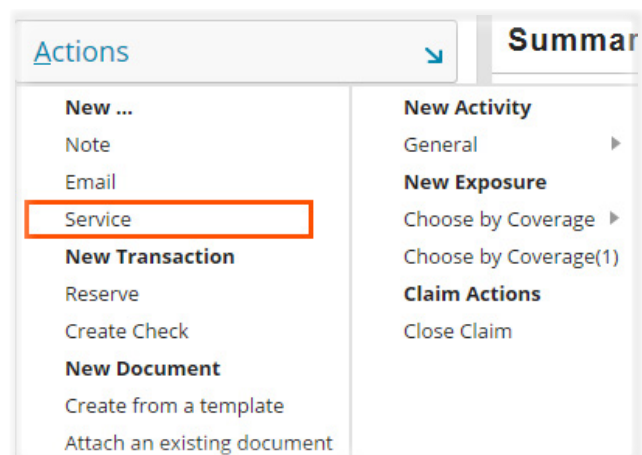 Actions
Summar
New ...
Note
Email
Service
New Transaction
Reserve
Create Check
New Document
Create from a template
Attach an existing document
New Activity
General
New Exposure
Choose by Coverage
Choose by Coverage(1)
Claim Actions
Close Claim